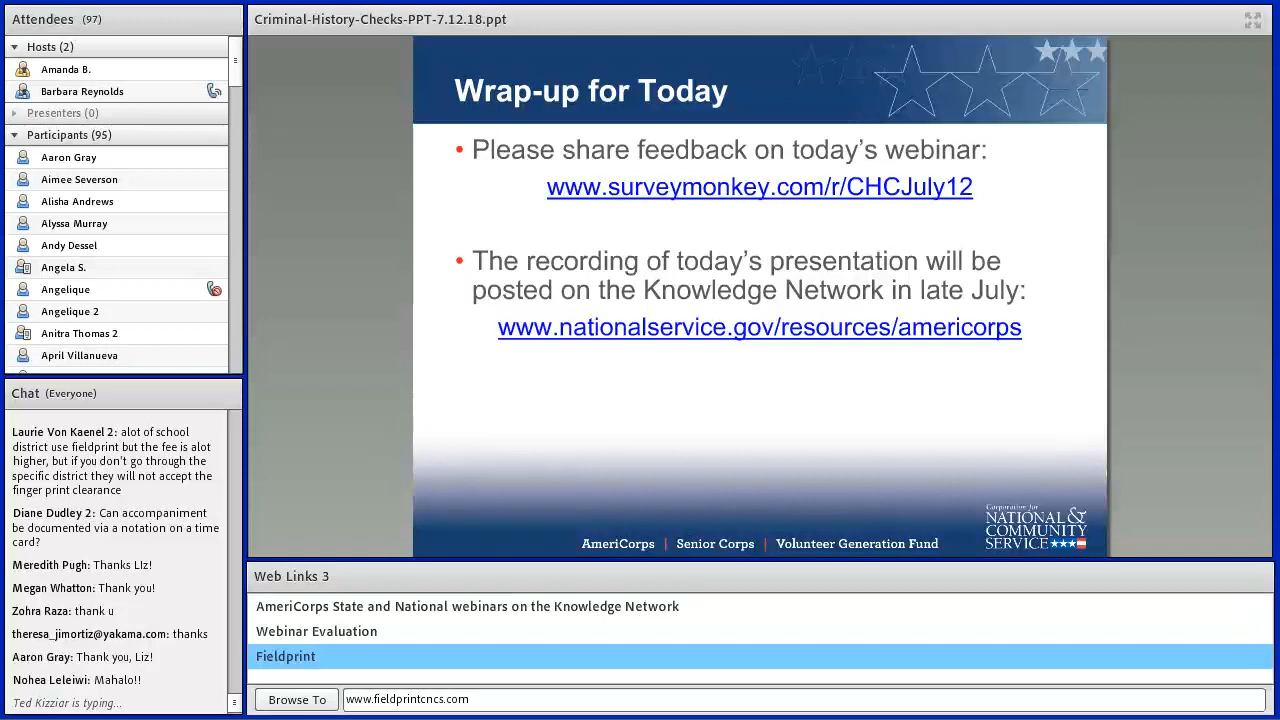 Attendees (97)
Hosts (2)
Amanda B.
Barbara Reynolds
Presenters (0)
Participants (95)
Aaron Gray
Aimee Severson
Alisha Andrews
Alyssa Murray
Andy Dessel
Angela S.
Angelique
Angelique 2
Anitra Thomas 2
April Villanueva
Chat (Everyone)
Laurie Von Kaenel 2: alot of school
district use fieldprint but the fee is alot
higher, but if you don't go through the
specific district they will not accept the
finger print clearance
Diane Dudley 2: Can accompaniment
be documented via a notation on a time
card?
Meredith Pugh: Thanks LIz!
Megan Whatton: Thank you!
Zohra Raza: thank u
theresa_jimortiz@yakama.com: thanks
Aaron Gray: Thank you, Liz!
Nohea Leleiwi: Mahalo!!
Ted Kizziar is typing...
Criminal-History-Checks-PPT-7.12.18.ppt
Wrap-up for Today
• Please share feedback on today's webinar:
www.surveymonkey.com/r/CHCJuly12
• The recording of today's presentation will be
posted on the Knowledge Network in late July:
www.nationalservice.gov/resources/americorps
Corporation for
NATIONAL &
COMMUNITY
SERVICE
AmeriCorps | Senior Corps | Volunteer Generation Fund
Web Links 3
AmeriCorps State and National webinars on the Knowledge Network
Webinar Evaluation
Fieldprint
Browse To www.fieldprintcncs.com